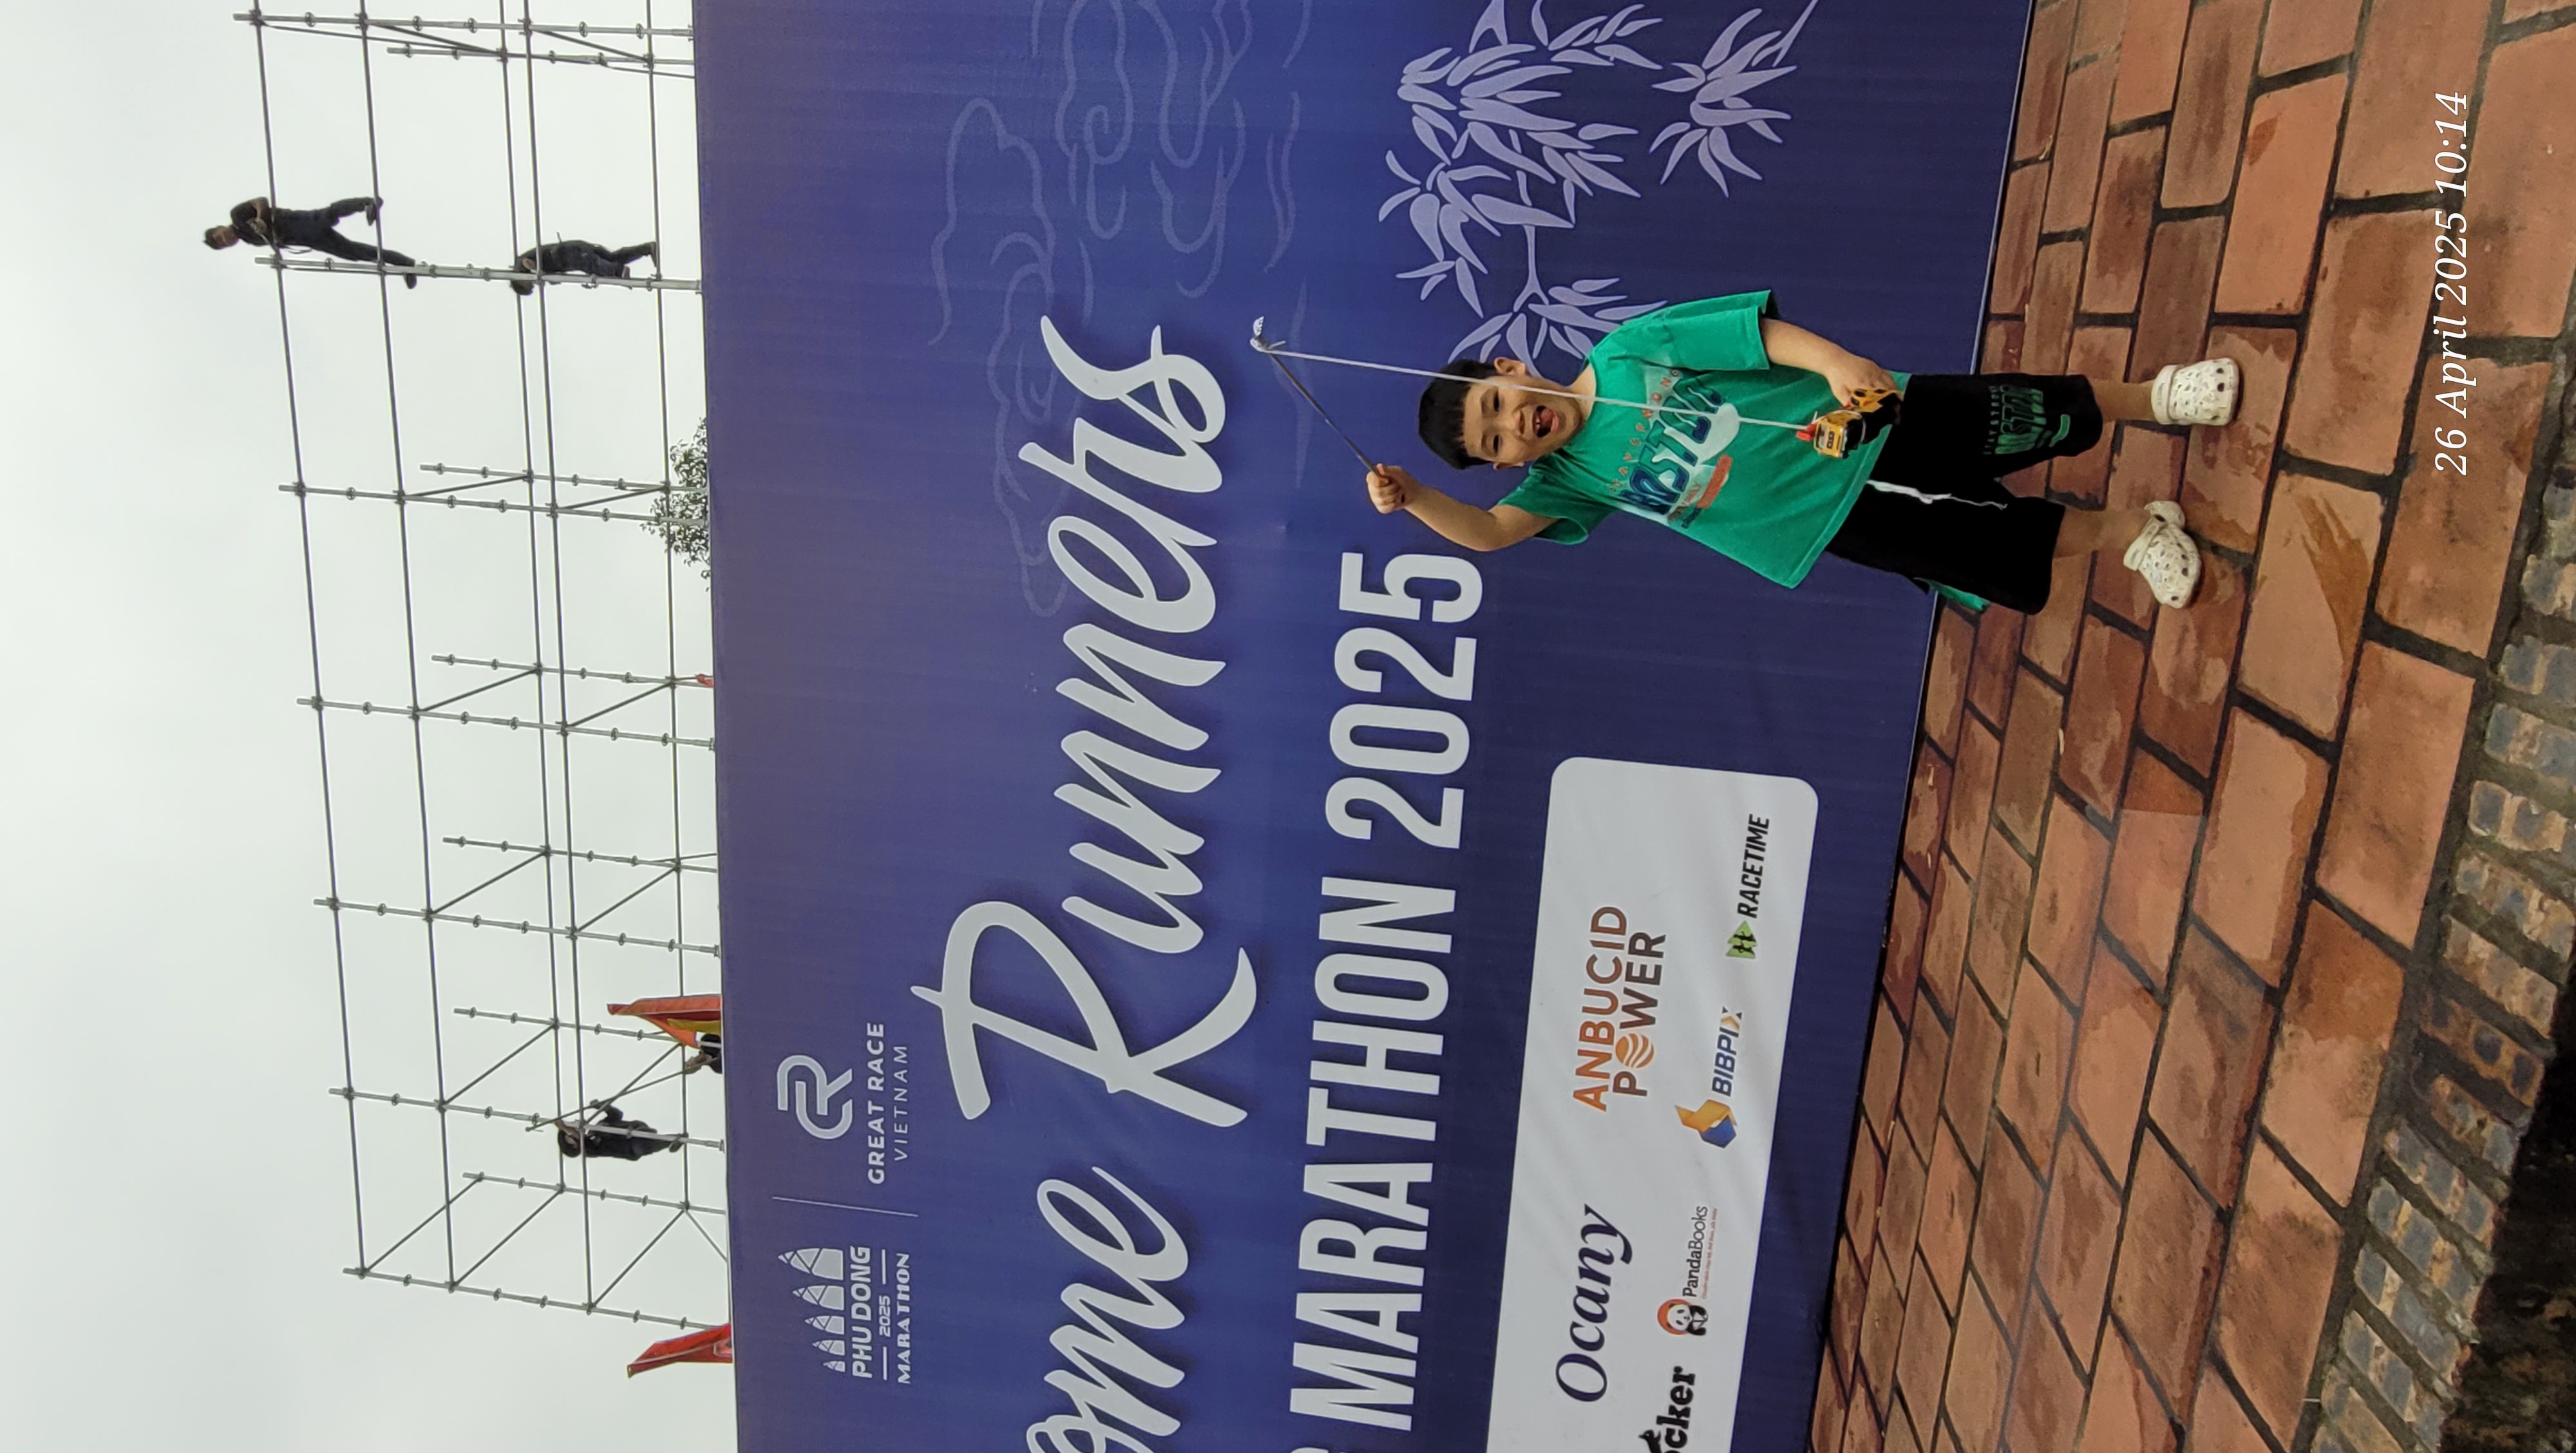 PHU DONG
2025
MARATHON
GREAT RACE
VIETNAM
ome Runners
MARATHON 2025
Ocany
ANBUCID
POWER
cker
PandaBooks
BIBPIX
RACETIME
BOSTON
26 April 2025 10:14